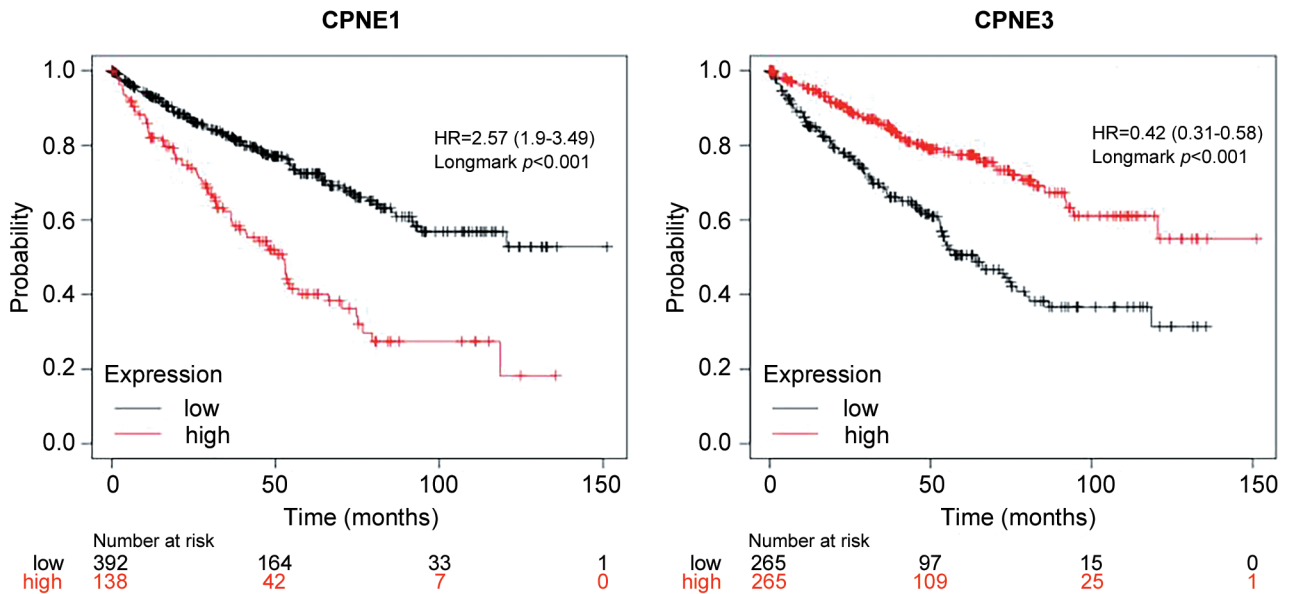 CPNE1
1.0
0.8
0.6
0.4
0.2
0.0
Probability
HR=2.57 (1.9-3.49)
Longmark p<0.001
Expression
low
high
0 50 100 150
Time (months)
Number at risk
low 392 164 33 1
high 138 42 7 0
CPNE3
1.0
0.8
0.6
0.4
0.2
0.0
Probability
HR=0.42 (0.31-0.58)
Longmark p<0.001
Expression
low
high
0 50 100 150
Time (months)
Number at risk
low 265 97 15 0
high 265 109 25 1